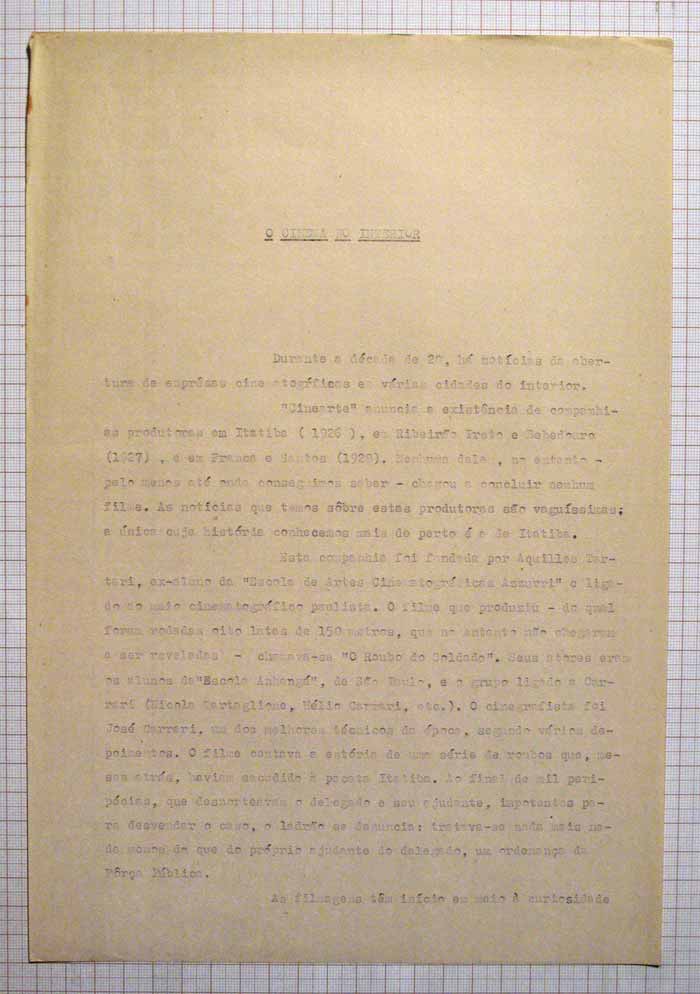 O CINEMA NO INTERIOR
Durante a década de 20, há notícias da aber-
tura de emprêsas cinematográficas em várias cidades do interior.
"Cinearte" anuncia a existência de companhi-
as produtoras em Itatiba ( 1926 ), em Ribeirão Preto e Bebedouro
(1927) , e em Franca e Santos (1928). Nenhuma delas, no entanto -
pelo menos até onde conseguimos saber - chegou a concluir nenhum
filme. As notícias que temos sôbre estas produtoras são vaguíssimas;
a única cuja história conhecemos mais de perto é a de Itatiba.
Esta companhia foi fundada por Aquilles Tar-
tari, ex-aluno da "Escola de Artes Cinematográficas Azzurri" e liga-
do ao meio cinematográfico paulista. O filme que produziu - do qual
foram rodadas oito latas de 150 metros, que no entanto não chegaram
a ser reveladas - chamava-se "O Roubo do Soldado". Seus atores eram
os alunos da "Escola Anhangá", de São Paulo, e o grupo ligado a Car-
rari (Nicola Tartaglione, Hélio Carrari, etc.). O cinegrafista foi
José Carrari, um dos melhores técnicos da época, segundo vários de-
poimentos. O filme contava a estória de uma série de roubos que, me-
ses atrás, haviam sacudido a pacata Itatiba. Ao final de mil peri-
pécias, que desnorteavam o delegado e seu ajudante, impotentes pa-
ra desvendar o caso, o ladrão se denuncia: tratava-se nada mais na-
da menos do que do próprio ajudante do delegado, um ordenança da
Fôrça Pública.
As filmagens têm início em meio à curiosidade